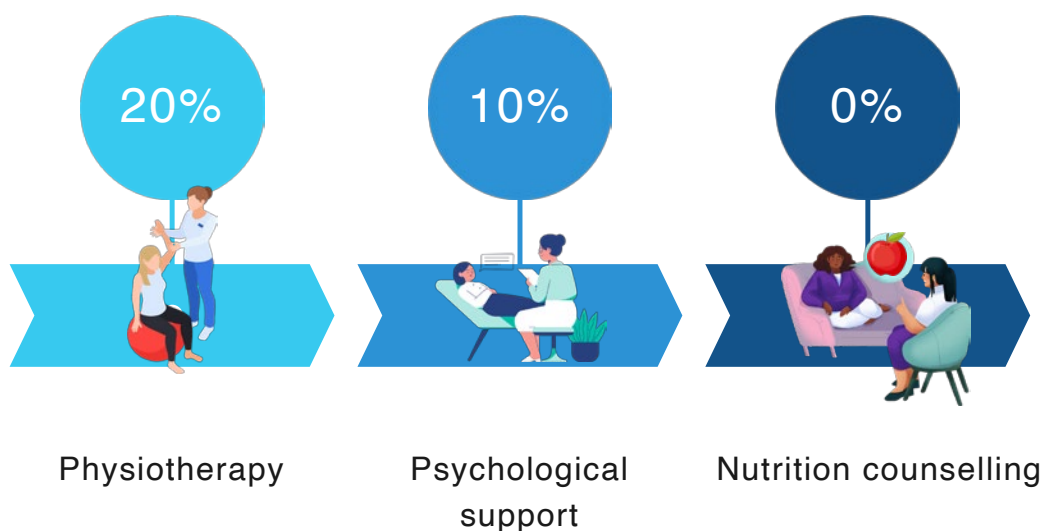 20%
10%
0%
Physiotherapy
Psychological
support
Nutrition counselling